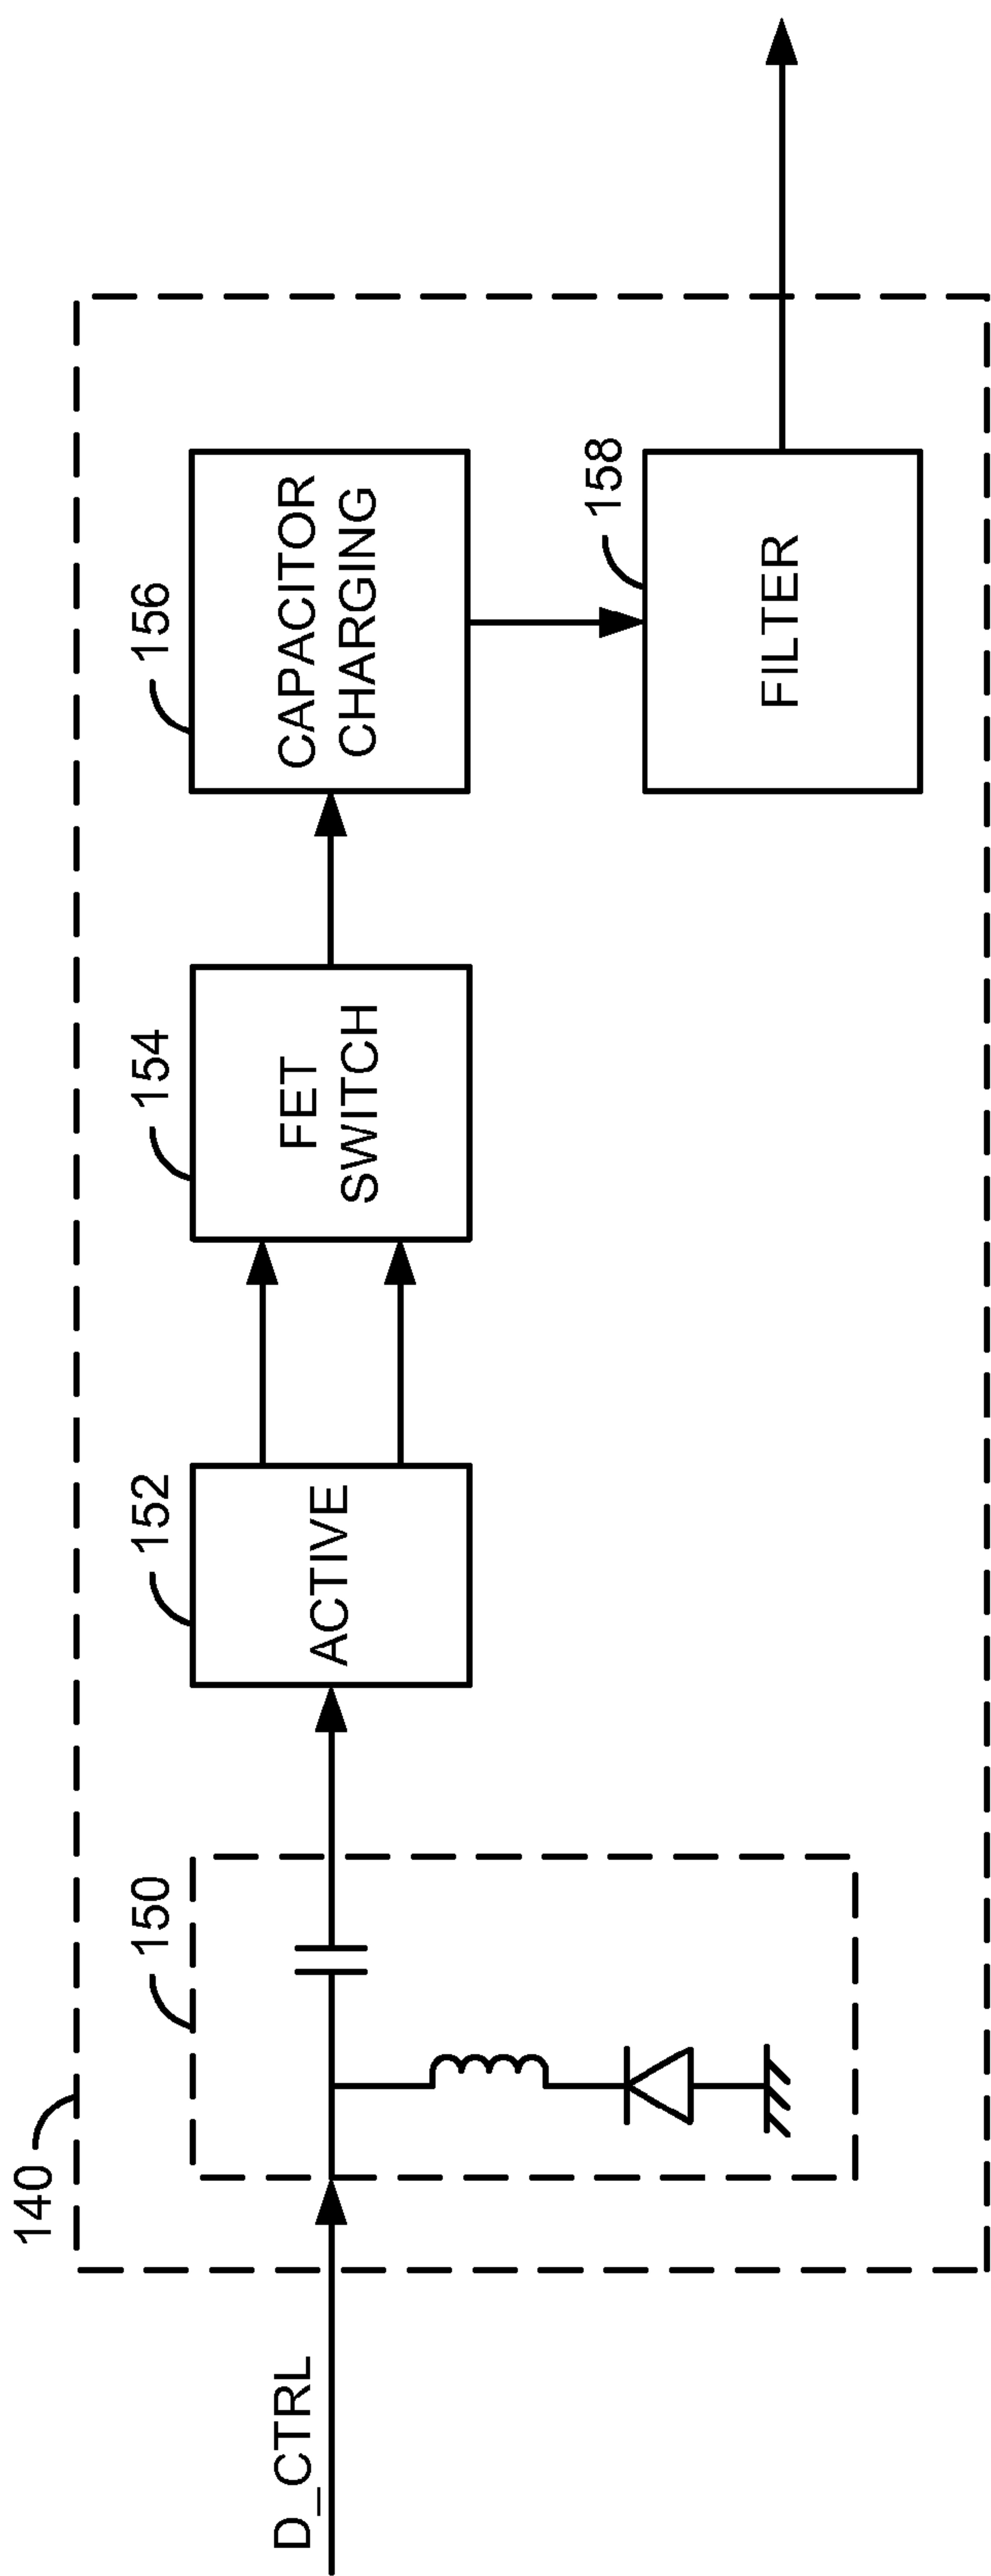 140
D_CTRL
150
152
ACTIVE
154
FET
SWITCH
156
CAPACITOR
CHARGING
158
FILTER